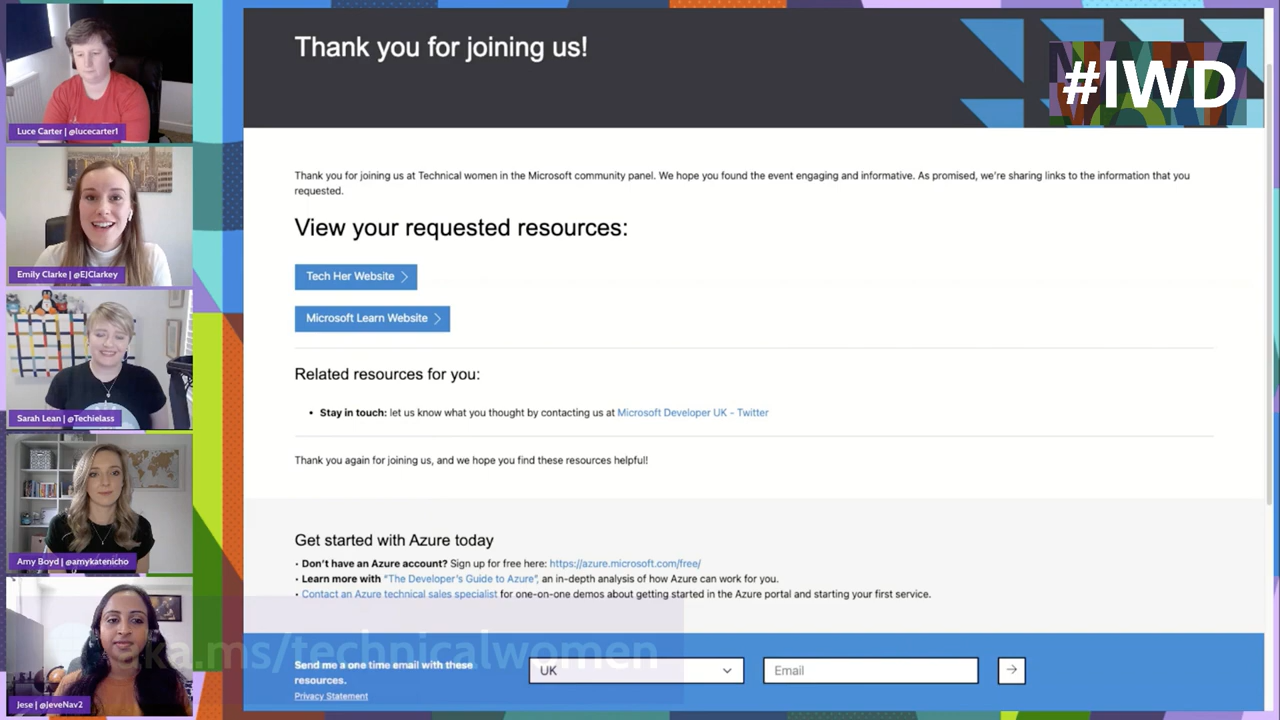 Thank you for joining us!
#IWD
Luce Carter | @lucecarter1
Thank you for joining us at Technical women in the Microsoft community panel. We hope you found the event engaging and informative. As promised, we're sharing links to the information that you
requested.
View your requested resources:
Emily Clarke | @EJClarkey
Tech Her Website
Microsoft Learn Website
Related resources for you:
Stay in touch: let us know what you thought by contacting us at Microsoft Developer UK - Twitter
Sarah Lean | @Techielass
Thank you again for joining us, and we hope you find these resources helpful!
Get started with Azure today
• Don't have an Azure account? Sign up for free here: https://azure.microsoft.com/free/
• Learn more with "The Developer's Guide to Azure", an in-depth analysis of how Azure can work for you.
• Contact an Azure technical sales specialist for one-on-one demos about getting started in the Azure portal and starting your first service.
Amy Boyd | @amykatenicho
aka.ms/technicalwomen
Send me a one time email with these
resources.
UK
Email
Privacy Statement
Jese | @JeveNav2